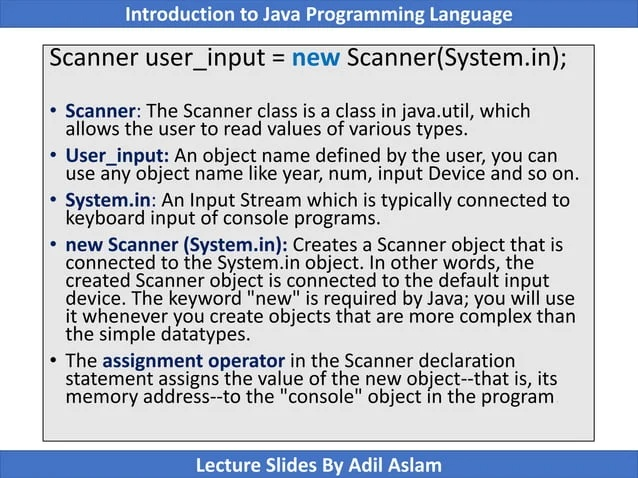 Introduction to Java Programming Language
Scanner user_input = new Scanner(System.in);
• Scanner: The Scanner class is a class in java.util, which
allows the user to read values of various types.
• User_input: An object name defined by the user, you can
use any object name like year, num, input Device and so on.
• System.in: An Input Stream which is typically connected to
keyboard input of console programs.
• new Scanner (System.in): Creates a Scanner object that is
connected to the System.in object. In other words, the
created Scanner object is connected to the default input
device. The keyword "new" is required by Java; you will use
it whenever you create objects that are more complex than
the simple datatypes.
• The assignment operator in the Scanner declaration
statement assigns the value of the new object--that is, its
memory address--to the "console" object in the program
Lecture Slides By Adil Aslam